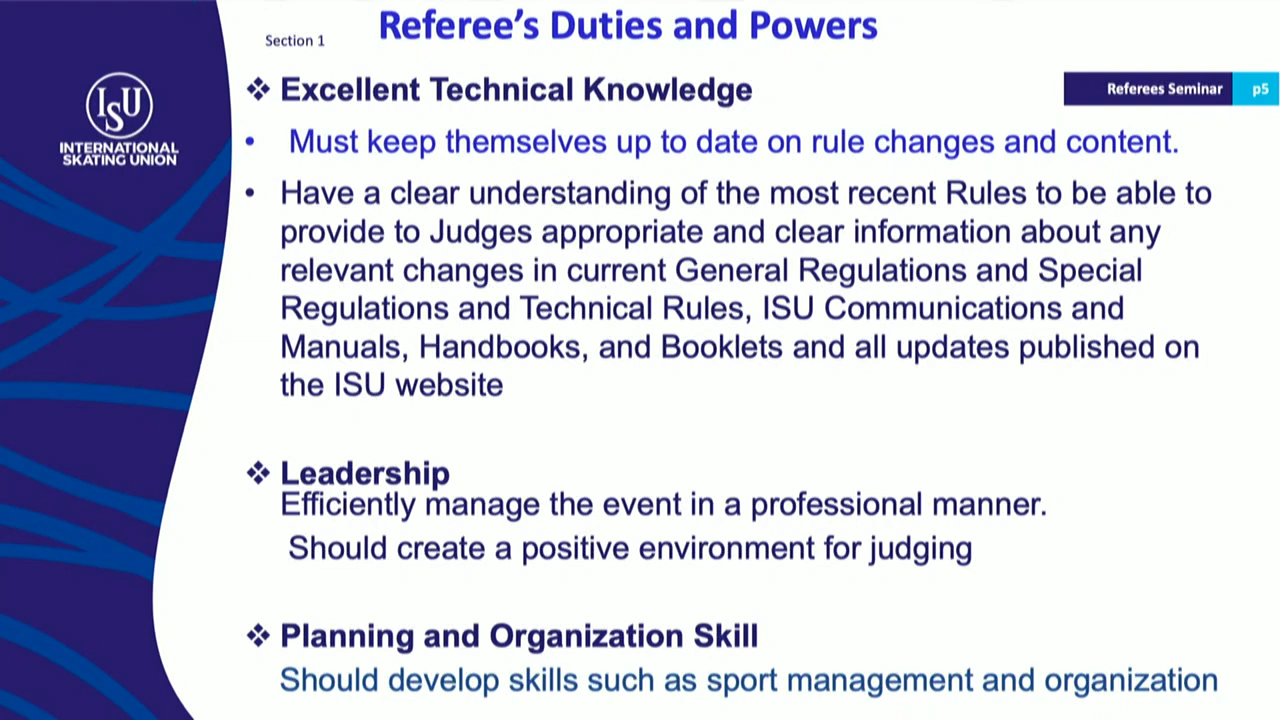 Referee's Duties and Powers
Section 1
ISU
INTERNATIONAL
SKATING UNION
Referees Seminar p5
❖ Excellent Technical Knowledge
• Must keep themselves up to date on rule changes and content.
• Have a clear understanding of the most recent Rules to be able to
provide to Judges appropriate and clear information about any
relevant changes in current General Regulations and Special
Regulations and Technical Rules, ISU Communications and
Manuals, Handbooks, and Booklets and all updates published on
the ISU website
❖ Leadership
Efficiently manage the event in a professional manner.
Should create a positive environment for judging
❖ Planning and Organization Skill
Should develop skills such as sport management and organization